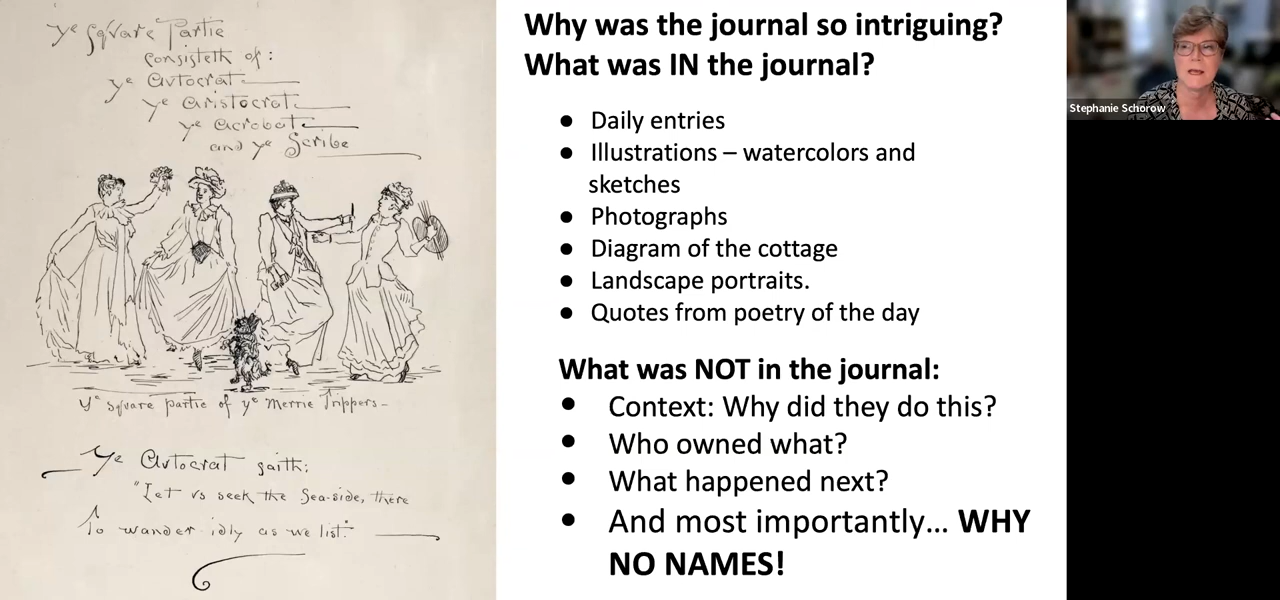 ye Sqvare Partie
consisteth of:
ye Avtocrat
ye Aristocrat
ye Acrobat
and ye Scribe
Ye sqvare partie of ye Merrie Trippers-
Ye Avtocrat saith:
"Let vs seek the Sea-side, there
To wander idly as we list."
Why was the journal so intriguing?
What was IN the journal?
● Daily entries
● Illustrations – watercolors and
sketches
● Photographs
● Diagram of the cottage
● Landscape portraits.
● Quotes from poetry of the day
What was NOT in the journal:
● Context: Why did they do this?
● Who owned what?
● What happened next?
● And most importantly... WHY
NO NAMES!
Stephanie Schorow